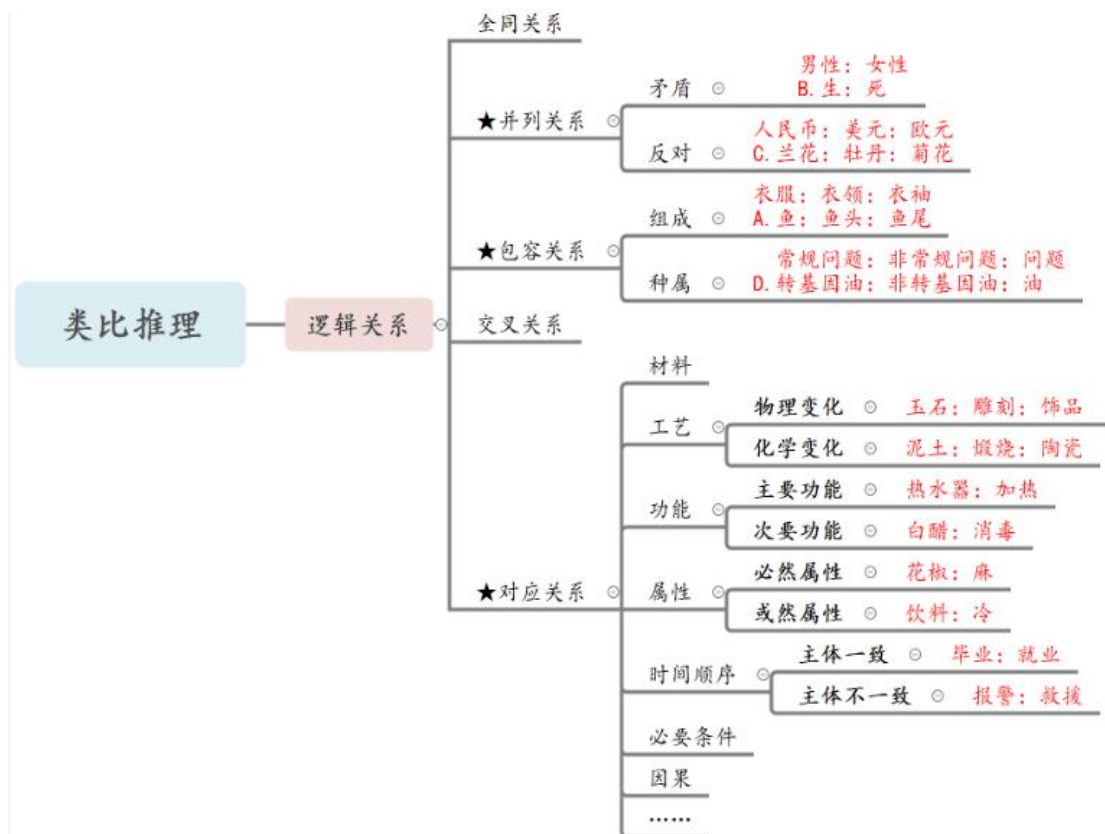 类比推理
逻辑关系
全同关系
★并列关系
矛盾
男性：女性
B.生：死
反对
人民币：美元：欧元
C.兰花：牡丹：菊花
★包容关系
组成
衣服：衣领：衣袖
A.鱼：鱼头：鱼尾
种属
常规问题：非常规问题：问题
D.转基因油：非转基因油：油
交叉关系
★对应关系
材料
工艺
物理变化
玉石：雕刻：饰品
化学变化
泥土：煅烧：陶瓷
功能
主要功能
热水器：加热
次要功能
白醋：消毒
属性
必然属性
花椒：麻
或然属性
饮料：冷
时间顺序
主体一致
毕业：就业
主体不一致
报警：救援
必要条件
因果
……